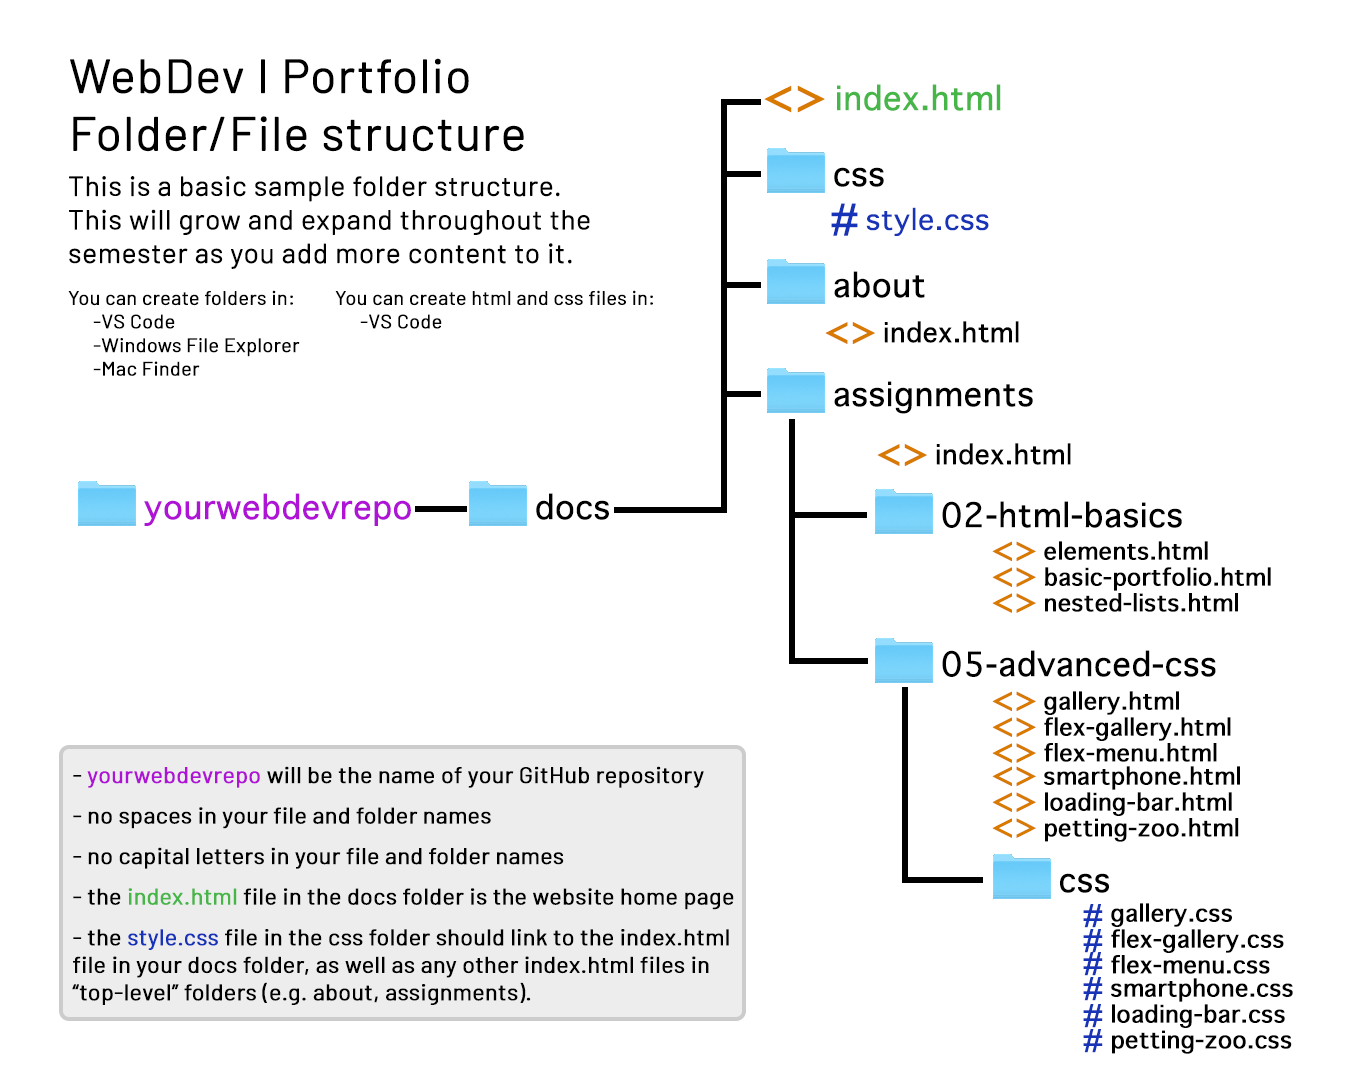 WebDev I Portfolio
Folder/File structure
This is a basic sample folder structure.
This will grow and expand throughout the
semester as you add more content to it.
You can create folders in:
-VS Code
-Windows File Explorer
-Mac Finder
You can create html and css files in:
-VS Code
yourwebdevrepo
docs
<> index.html
css
# style.css
about
<> index.html
assignments
<> index.html
02-html-basics
<> elements.html
<> basic-portfolio.html
<> nested-lists.html
05-advanced-css
<> gallery.html
<> flex-gallery.html
<> flex-menu.html
<> smartphone.html
<> loading-bar.html
<> petting-zoo.html
css
# gallery.css
# flex-gallery.css
# flex-menu.css
# smartphone.css
# loading-bar.css
# petting-zoo.css
- yourwebdevrepo will be the name of your GitHub repository
- no spaces in your file and folder names
- no capital letters in your file and folder names
- the index.html file in the docs folder is the website home page
- the style.css file in the css folder should link to the index.html
file in your docs folder, as well as any other index.html files in
“top-level” folders (e.g. about, assignments).